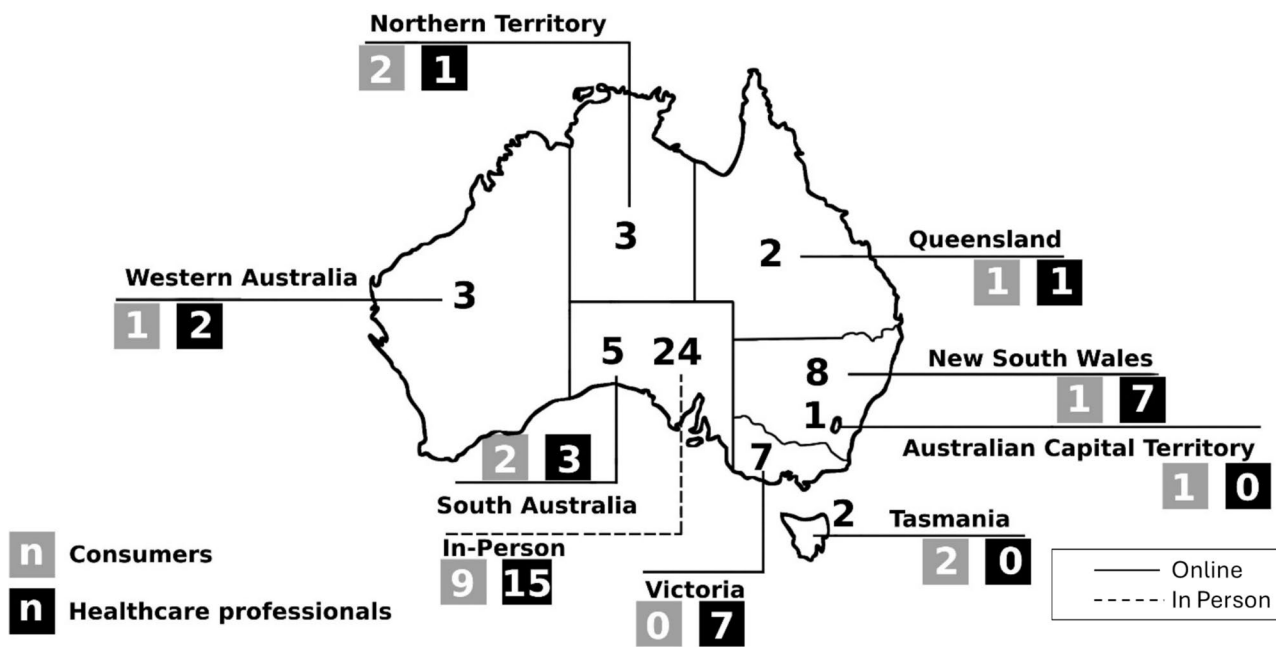 Northern Territory
2 1
3
Queensland
2
1 1
Western Australia
3
1 2
5 24
New South Wales
8
1 7
1
Australian Capital Territory
1 0
7
2 3
South Australia
2
Tasmania
2 0
In-Person
9 15
Victoria
0 7
n Consumers
n Healthcare professionals
Online
In Person